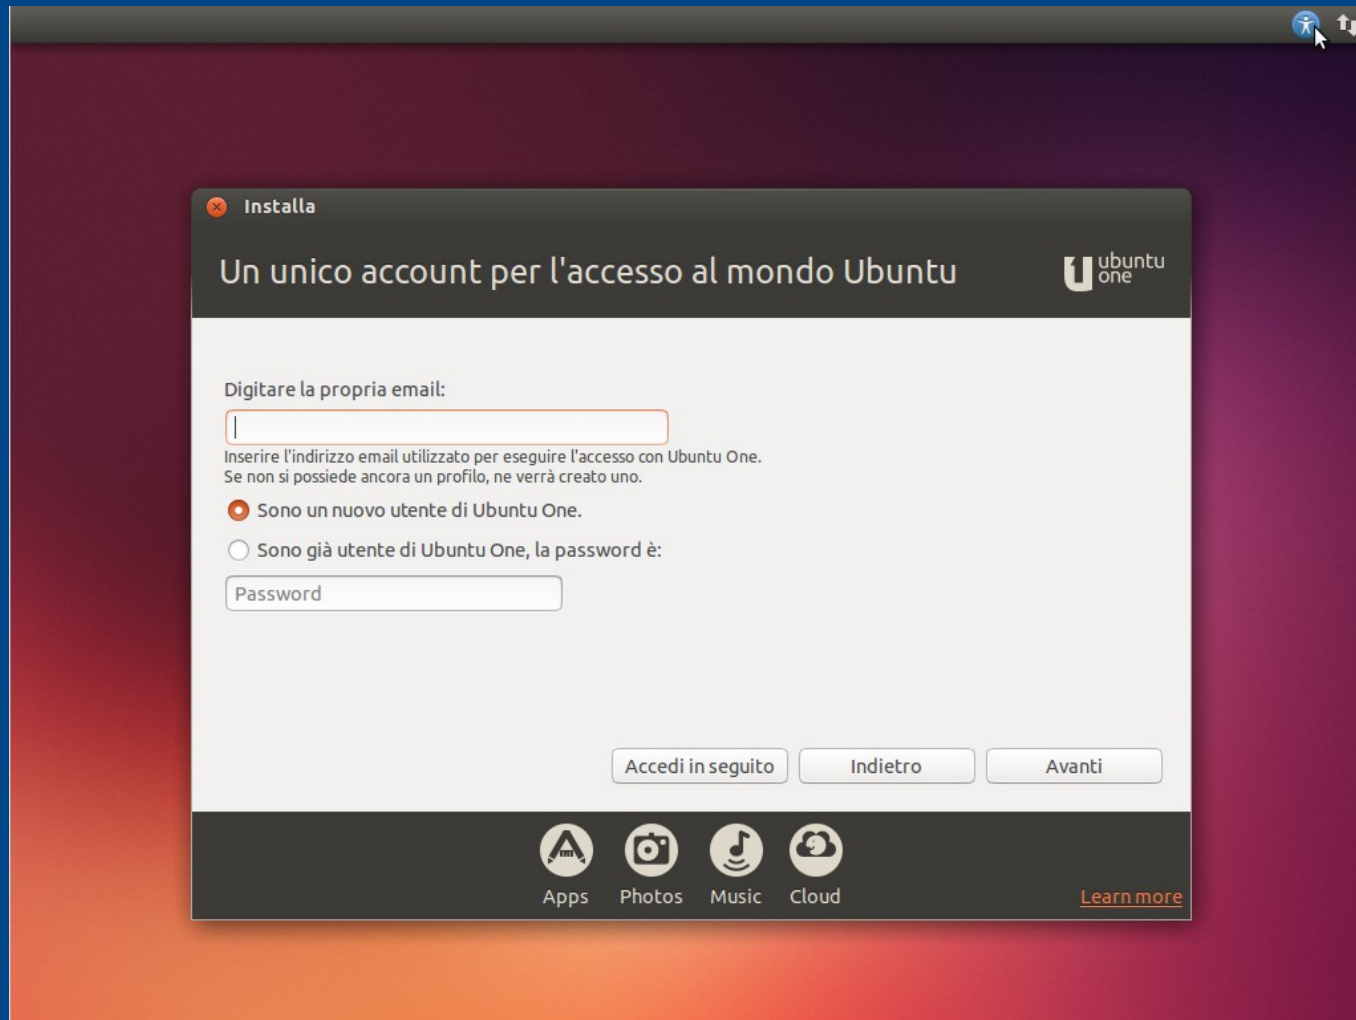 Installa
Un unico account per l'accesso al mondo Ubuntu
ubuntu
one
Digitare la propria email:
Inserire l'indirizzo email utilizzato per eseguire l'accesso con Ubuntu One.
Se non si possiede ancora un profilo, ne verrà creato uno.
Sono un nuovo utente di Ubuntu One.
Sono già utente di Ubuntu One, la password è:
Password
Accedi in seguito
Indietro
Avanti
Apps
Photos
Music
Cloud
Learn more